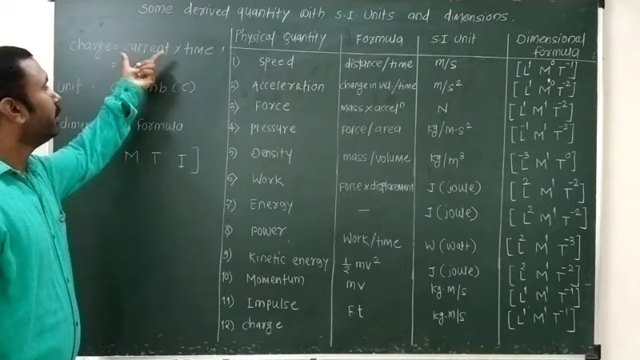 Some derived quantity with S.I. Units and dimensions.
charge = current × time
=
unit = mb (C)
formula
M T I ]
Physical Quantity Formula S.I Unit Dimensional formula
1) Speed distance/time m/s [L¹ M⁰ T⁻¹]
2) Acceleration change in vel/time m/s² [L¹ M⁰ T⁻²]
3) Force mass×accelⁿ N [L¹ M¹ T⁻²]
4) Pressure Force/area kg/m·s² [L⁻¹ M¹ T⁻²]
5) Density mass/volume kg/m³ [L⁻³ M¹ T⁰]
6) Work Force×displacement J (joule) [L² M¹ T⁻²]
7) Energy — J (joule) [L² M¹ T⁻²]
8) Power Work/time W (Watt) [L² M¹ T⁻³]
9) Kinetic energy ½ mv² J (joule) [L² M¹ T⁻²]
10) Momentum mv kg·m/s [L¹ M¹ T⁻¹]
11) Impulse Ft kg·m/s [L¹ M¹ T⁻¹]
12) charge